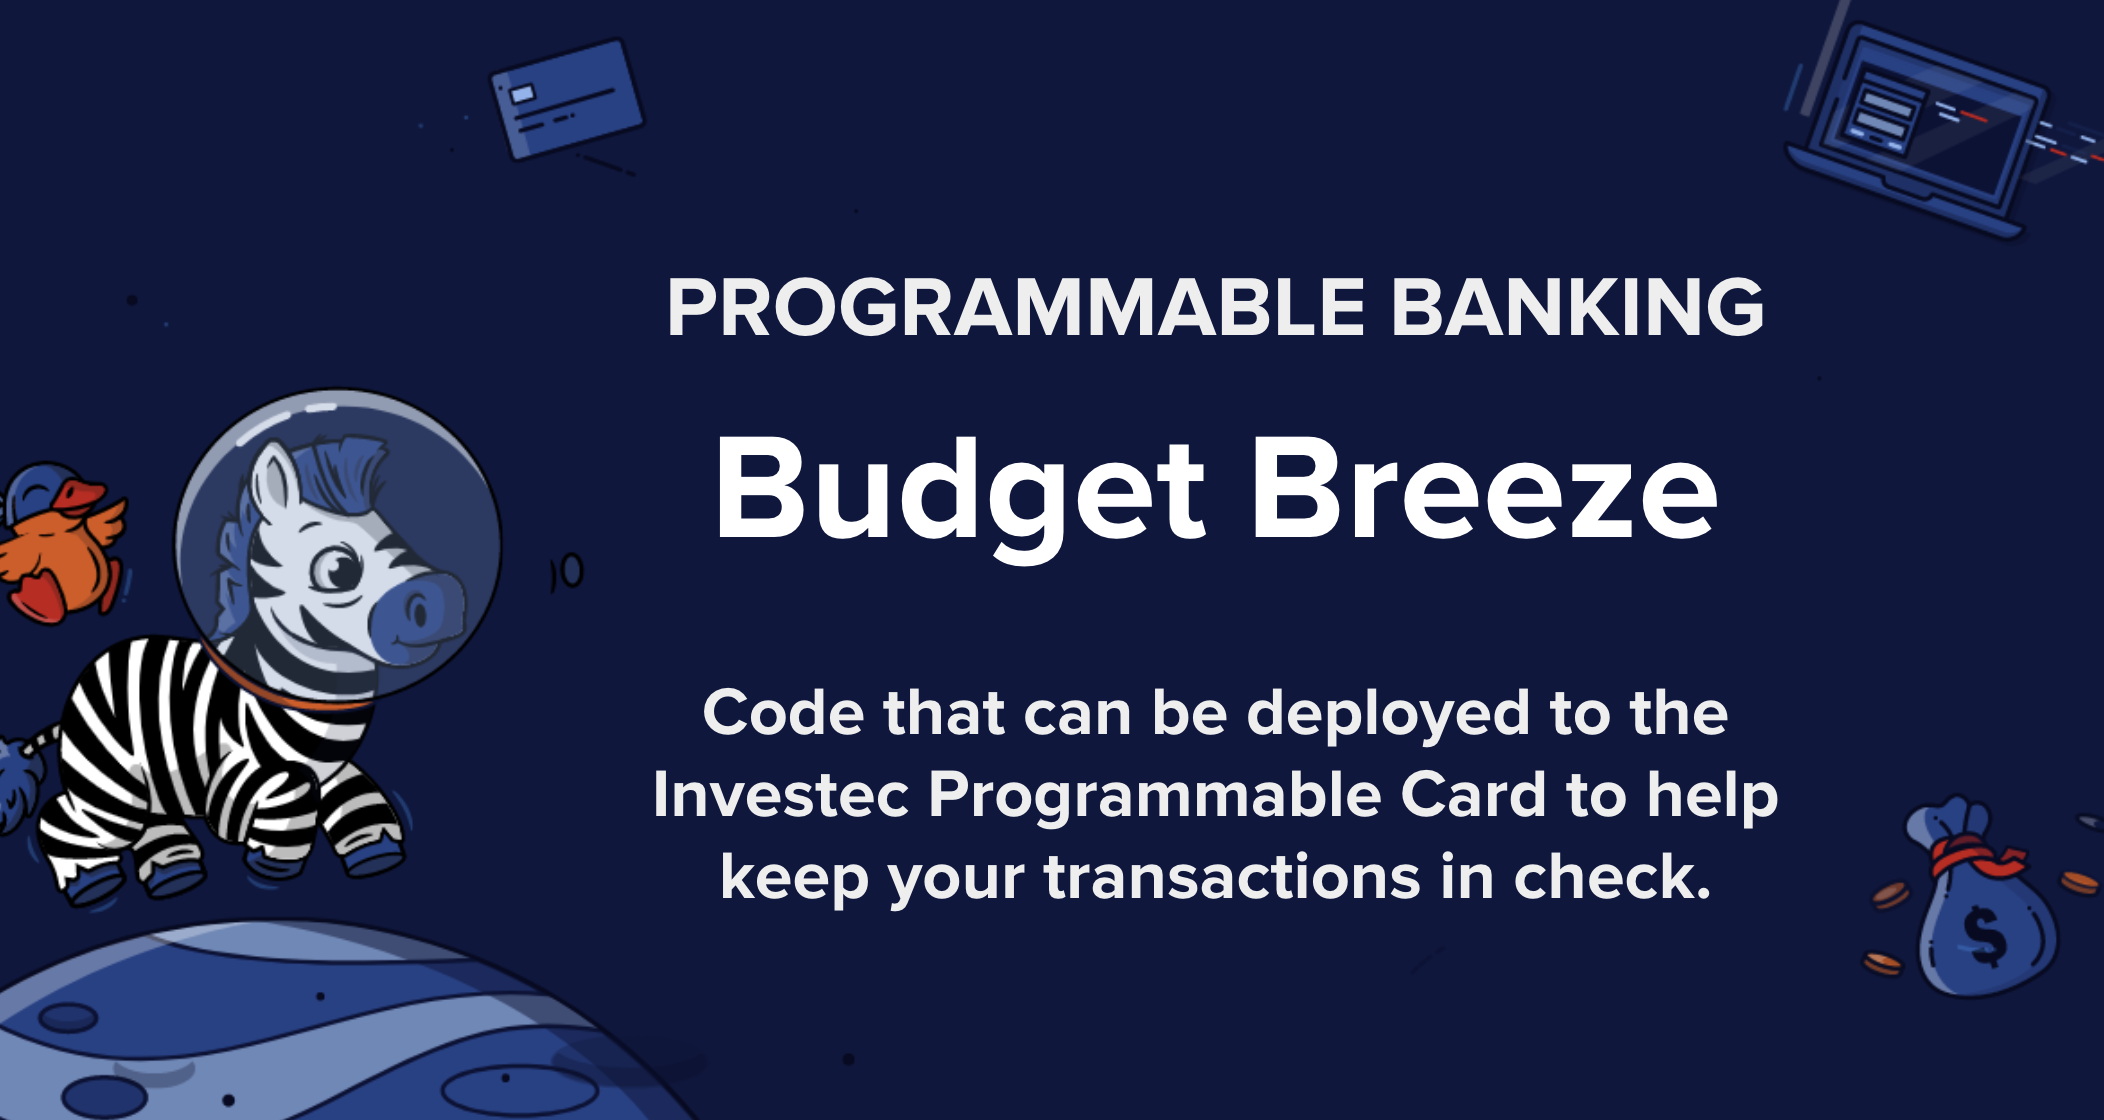 PROGRAMMABLE BANKING
Budget Breeze
Code that can be deployed to the
Investec Programmable Card to help
keep your transactions in check.
$